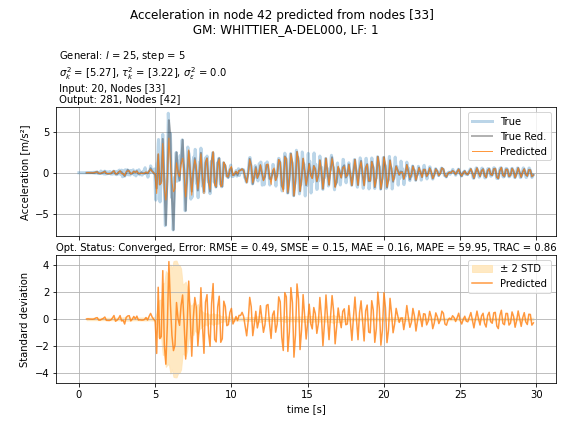 Acceleration in node 42 predicted from nodes [33]
GM: WHITTIER_A-DEL000, LF: 1
General: l = 25, step = 5
σ²ₖ = [5.27], τ²ₖ = [3.22], σ²ε = 0.0
Input: 20, Nodes [33]
Output: 281, Nodes [42]
Acceleration [m/s²]
5
0
−5
True
True Red.
Predicted
Opt. Status: Converged, Error: RMSE = 0.49, SMSE = 0.15, MAE = 0.16, MAPE = 59.95, TRAC = 0.86
Standard deviation
4
2
0
−2
−4
± 2 STD
Predicted
0 5 10 15 20 25 30
time [s]